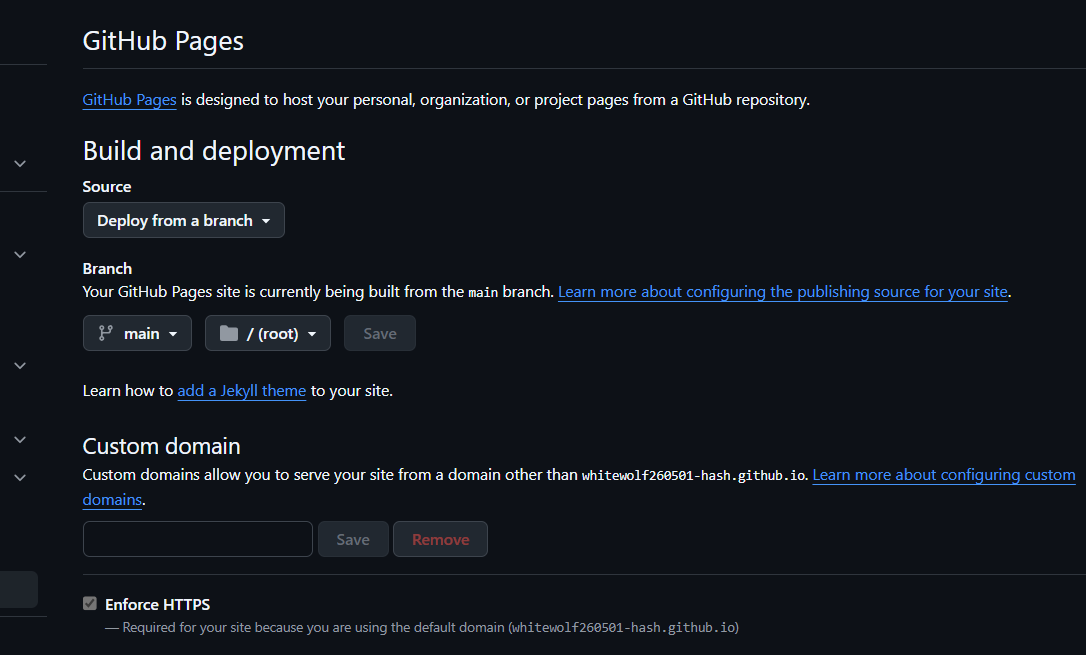 GitHub Pages
GitHub Pages is designed to host your personal, organization, or project pages from a GitHub repository.
Build and deployment
Source
Deploy from a branch
Branch
Your GitHub Pages site is currently being built from the main branch. Learn more about configuring the publishing source for your site.
main / (root) Save
Learn how to add a Jekyll theme to your site.
Custom domain
Custom domains allow you to serve your site from a domain other than whitewolf260501-hash.github.io. Learn more about configuring custom
domains.
Save Remove
Enforce HTTPS
— Required for your site because you are using the default domain (whitewolf260501-hash.github.io)